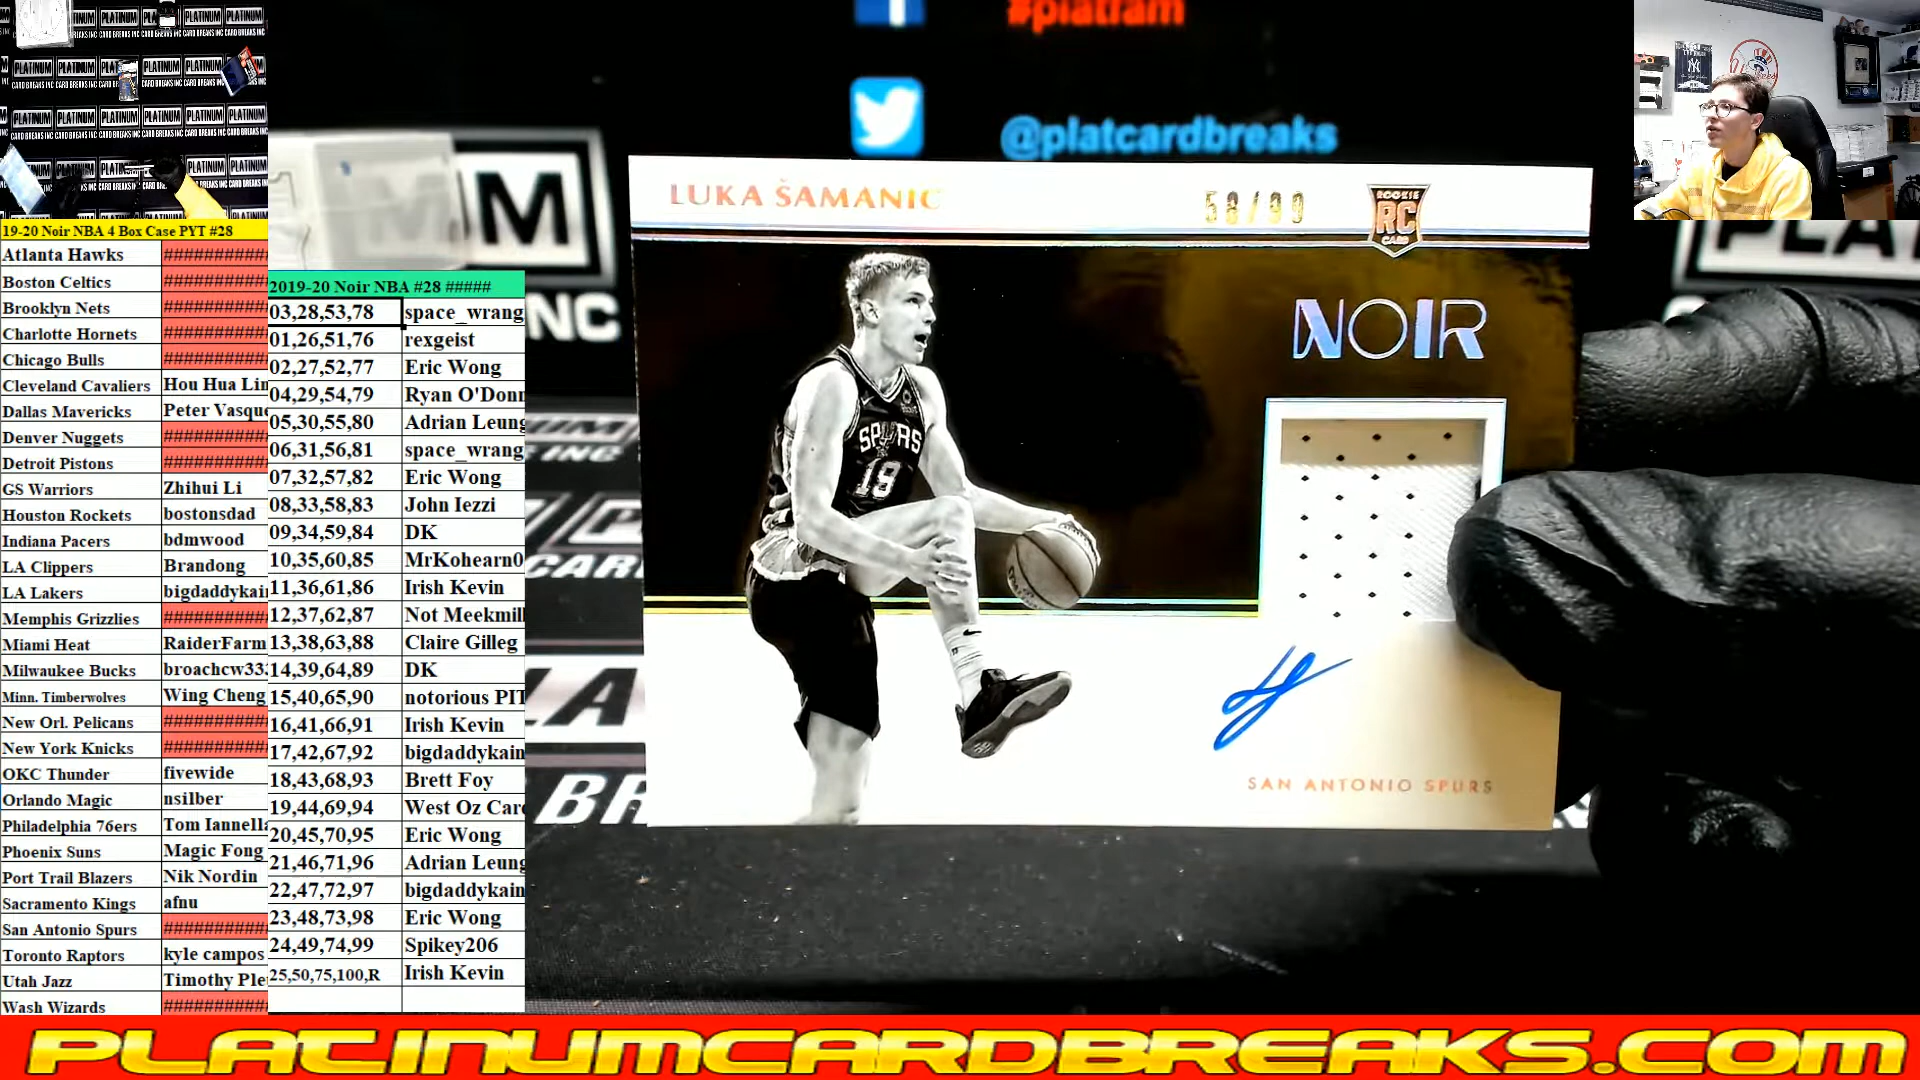 #platfam
@platcardbreaks
LUKA ŠAMANIC
58/99
ROOKIE
RC
CARD
NOIR
SPURS
19
SAN ANTONIO SPURS
19-20 Noir NBA 4 Box Case PYT #28
Atlanta Hawks ##########
Boston Celtics ##########
Brooklyn Nets ##########
Charlotte Hornets ##########
Chicago Bulls ##########
Cleveland Cavaliers Hou Hua Lin
Dallas Mavericks Peter Vasque
Denver Nuggets ##########
Detroit Pistons ##########
GS Warriors Zhihui Li
Houston Rockets bostonsdad
Indiana Pacers bdmwood
LA Clippers Brandong
LA Lakers bigdaddykai
Memphis Grizzlies ##########
Miami Heat RaiderFarm
Milwaukee Bucks broachcw333
Minn. Timberwolves Wing Cheng
New Orl. Pelicans ##########
New York Knicks ##########
OKC Thunder fivewide
Orlando Magic nsilber
Philadelphia 76ers Tom Iannella
Phoenix Suns Magic Fong
Port Trail Blazers Nik Nordin
Sacramento Kings afnu
San Antonio Spurs ##########
Toronto Raptors kyle campos
Utah Jazz Timothy Ple
Wash Wizards ##########
2019-20 Noir NBA #28 #####
03,28,53,78 space_wrang
01,26,51,76 rexgeist
02,27,52,77 Eric Wong
04,29,54,79 Ryan O'Donn
05,30,55,80 Adrian Leung
06,31,56,81 space_wrang
07,32,57,82 Eric Wong
08,33,58,83 John Iezzi
09,34,59,84 DK
10,35,60,85 MrKohearn0
11,36,61,86 Irish Kevin
12,37,62,87 Not Meekmill
13,38,63,88 Claire Gilleg
14,39,64,89 DK
15,40,65,90 notorious PIT
16,41,66,91 Irish Kevin
17,42,67,92 bigdaddykain
18,43,68,93 Brett Foy
19,44,69,94 West Oz Card
20,45,70,95 Eric Wong
21,46,71,96 Adrian Leung
22,47,72,97 bigdaddykain
23,48,73,98 Eric Wong
24,49,74,99 Spikey206
25,50,75,100,R Irish Kevin
PLATINUMCARDBREAKS.COM